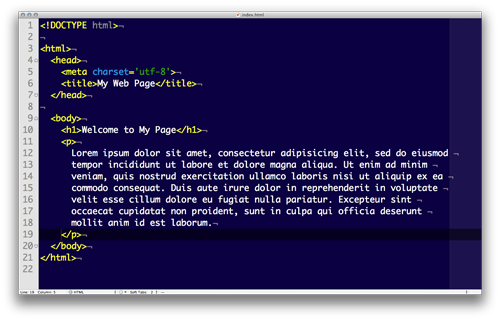 index.html
1 <!DOCTYPE html>¬
2 ¬
3 <html>¬
4 <head>¬
5 <meta charset='utf-8'>¬
6 <title>My Web Page</title>¬
7 </head>¬
8 ¬
9 <body>¬
10 <h1>Welcome to My Page</h1>¬
11 <p>¬
12 Lorem ipsum dolor sit amet, consectetur adipisicing elit, sed do eiusmod ¬
13 tempor incididunt ut labore et dolore magna aliqua. Ut enim ad minim ¬
14 veniam, quis nostrud exercitation ullamco laboris nisi ut aliquip ex ea ¬
15 commodo consequat. Duis aute irure dolor in reprehenderit in voluptate ¬
16 velit esse cillum dolore eu fugiat nulla pariatur. Excepteur sint ¬
17 occaecat cupidatat non proident, sunt in culpa qui officia deserunt ¬
18 mollit anim id est laborum.¬
19 </p>¬
20 </body>¬
21 </html>¬
22
Line 19 Column 5 HTML Soft Tabs 2